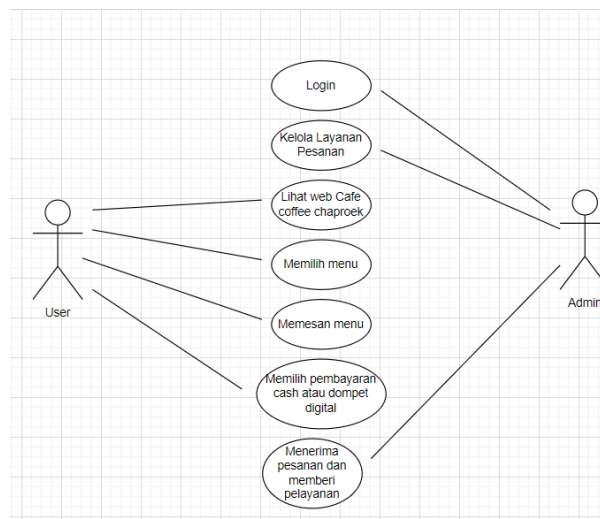 Login
Kelola Layanan
Pesanan
Lihat web Cafe
coffee chaproek
Memilih menu
Memesan menu
Memilih pembayaran
cash atau dompet
digital
Menerima
pesanan dan
memberi
pelayanan
User
Admin